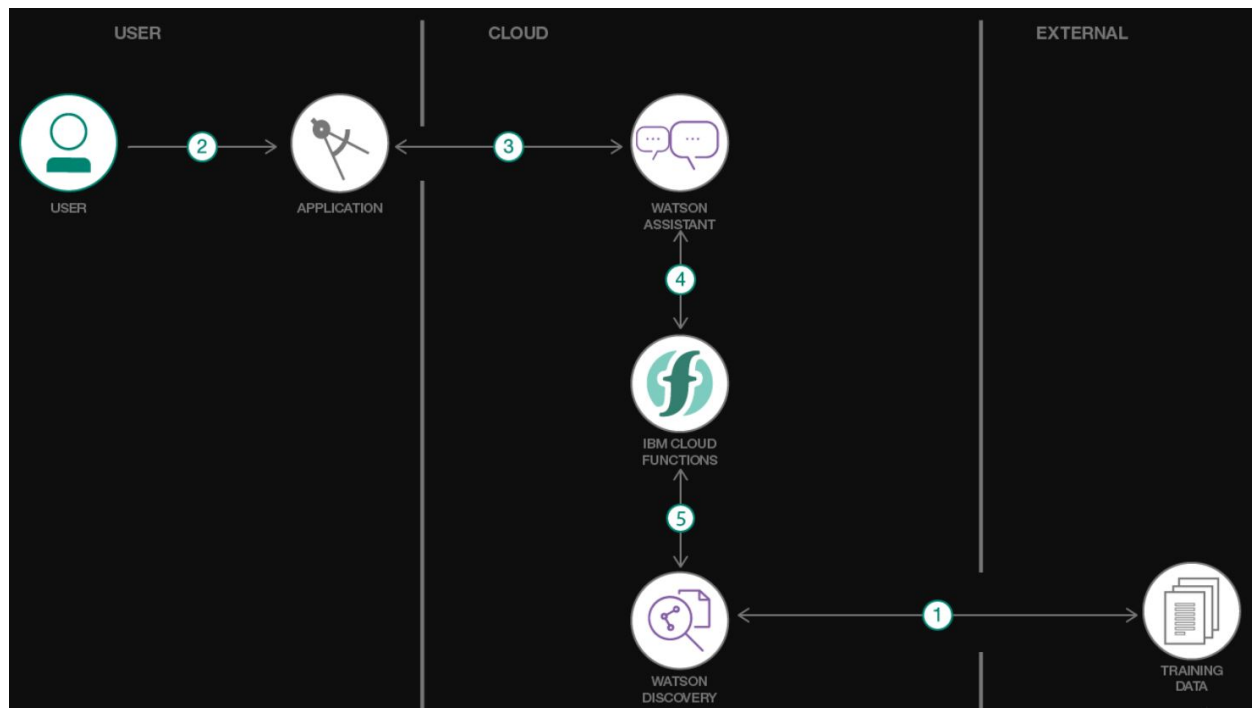 USER
CLOUD
EXTERNAL
2
3
USER
APPLICATION
WATSON
ASSISTANT
4
IBM CLOUD
FUNCTIONS
5
1
WATSON
DISCOVERY
TRAINING
DATA